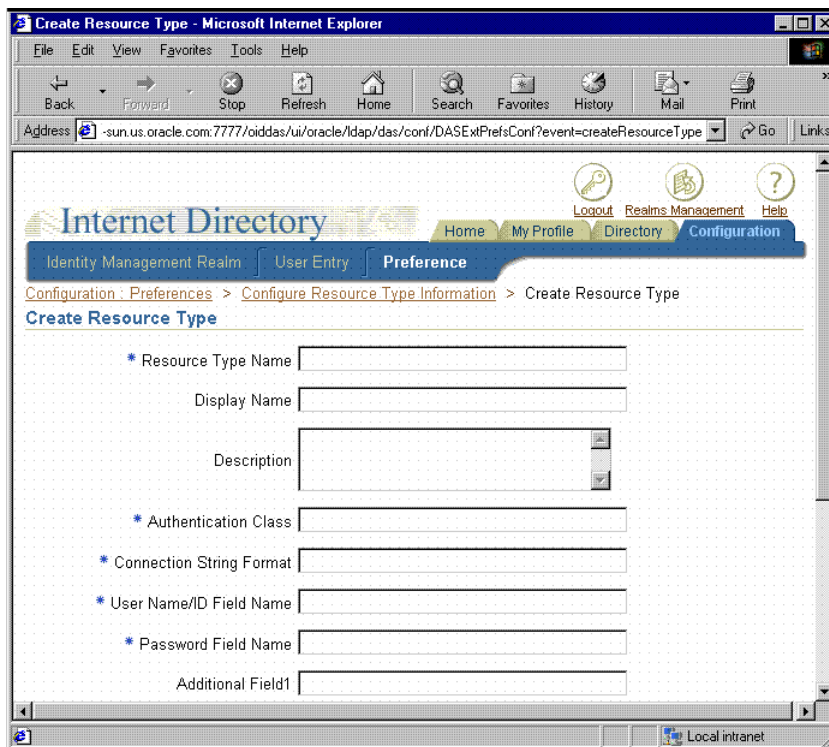 Create Resource Type - Microsoft Internet Explorer
File Edit View Favorites Tools Help
Back Forward Stop Refresh Home Search Favorites History Mail Print »
Address -sun.us.oracle.com:7777/oiddas/ui/oracle/ldap/das/conf/DASExtPrefsConf?event=createResourceType Go Links
Logout Realms Management Help
Internet Directory
Home My Profile Directory Configuration
Identity Management Realm User Entry Preference
Configuration : Preferences > Configure Resource Type Information > Create Resource Type
Create Resource Type
* Resource Type Name
Display Name
Description
* Authentication Class
* Connection String Format
* User Name/ID Field Name
* Password Field Name
Additional Field1
Local intranet